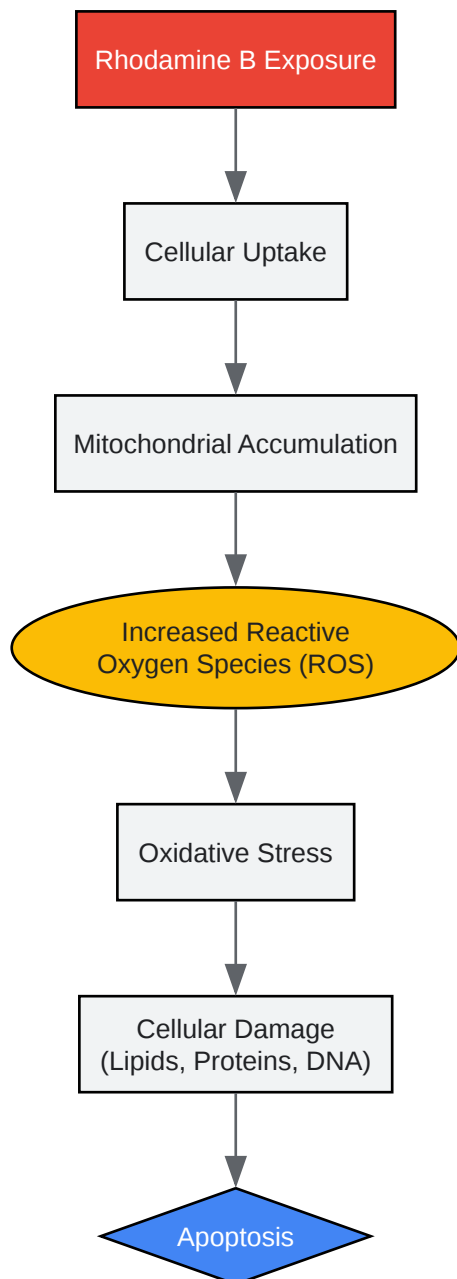 Rhodamine B Exposure
Cellular Uptake
Mitochondrial Accumulation
Increased Reactive
Oxygen Species (ROS)
Oxidative Stress
Cellular Damage
(Lipids, Proteins, DNA)
Apoptosis